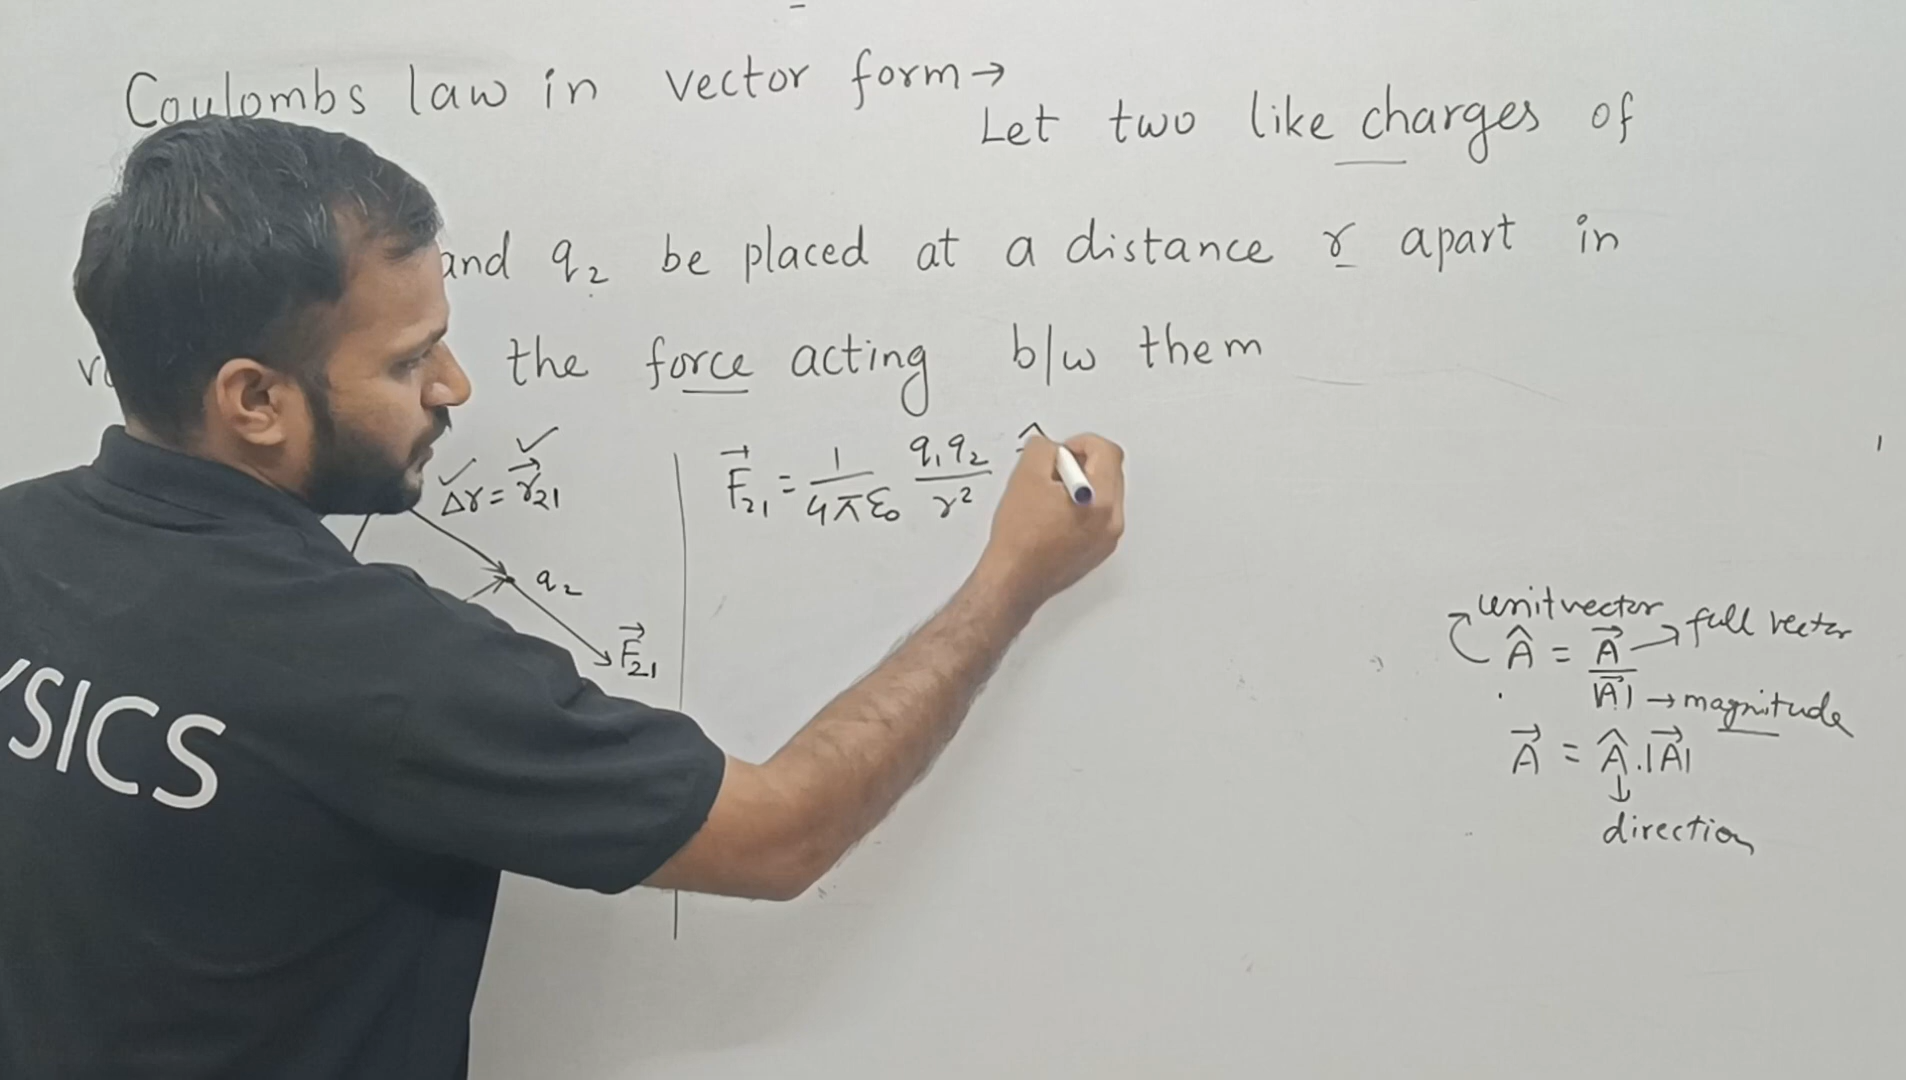 Coulombs law in vector form→
Let two like charges of
and q₂ be placed at a distance r apart in
the force acting b/w them
Δr = r⃗₂₁
F⃗₂₁ = 1/4πε₀ q₁q₂/r²
q₂
F⃗₂₁
unit vector
Â = A⃗/|A⃗| → full vector
→ magnitude
A⃗ = Â.|A⃗|
↓
direction
YSICS